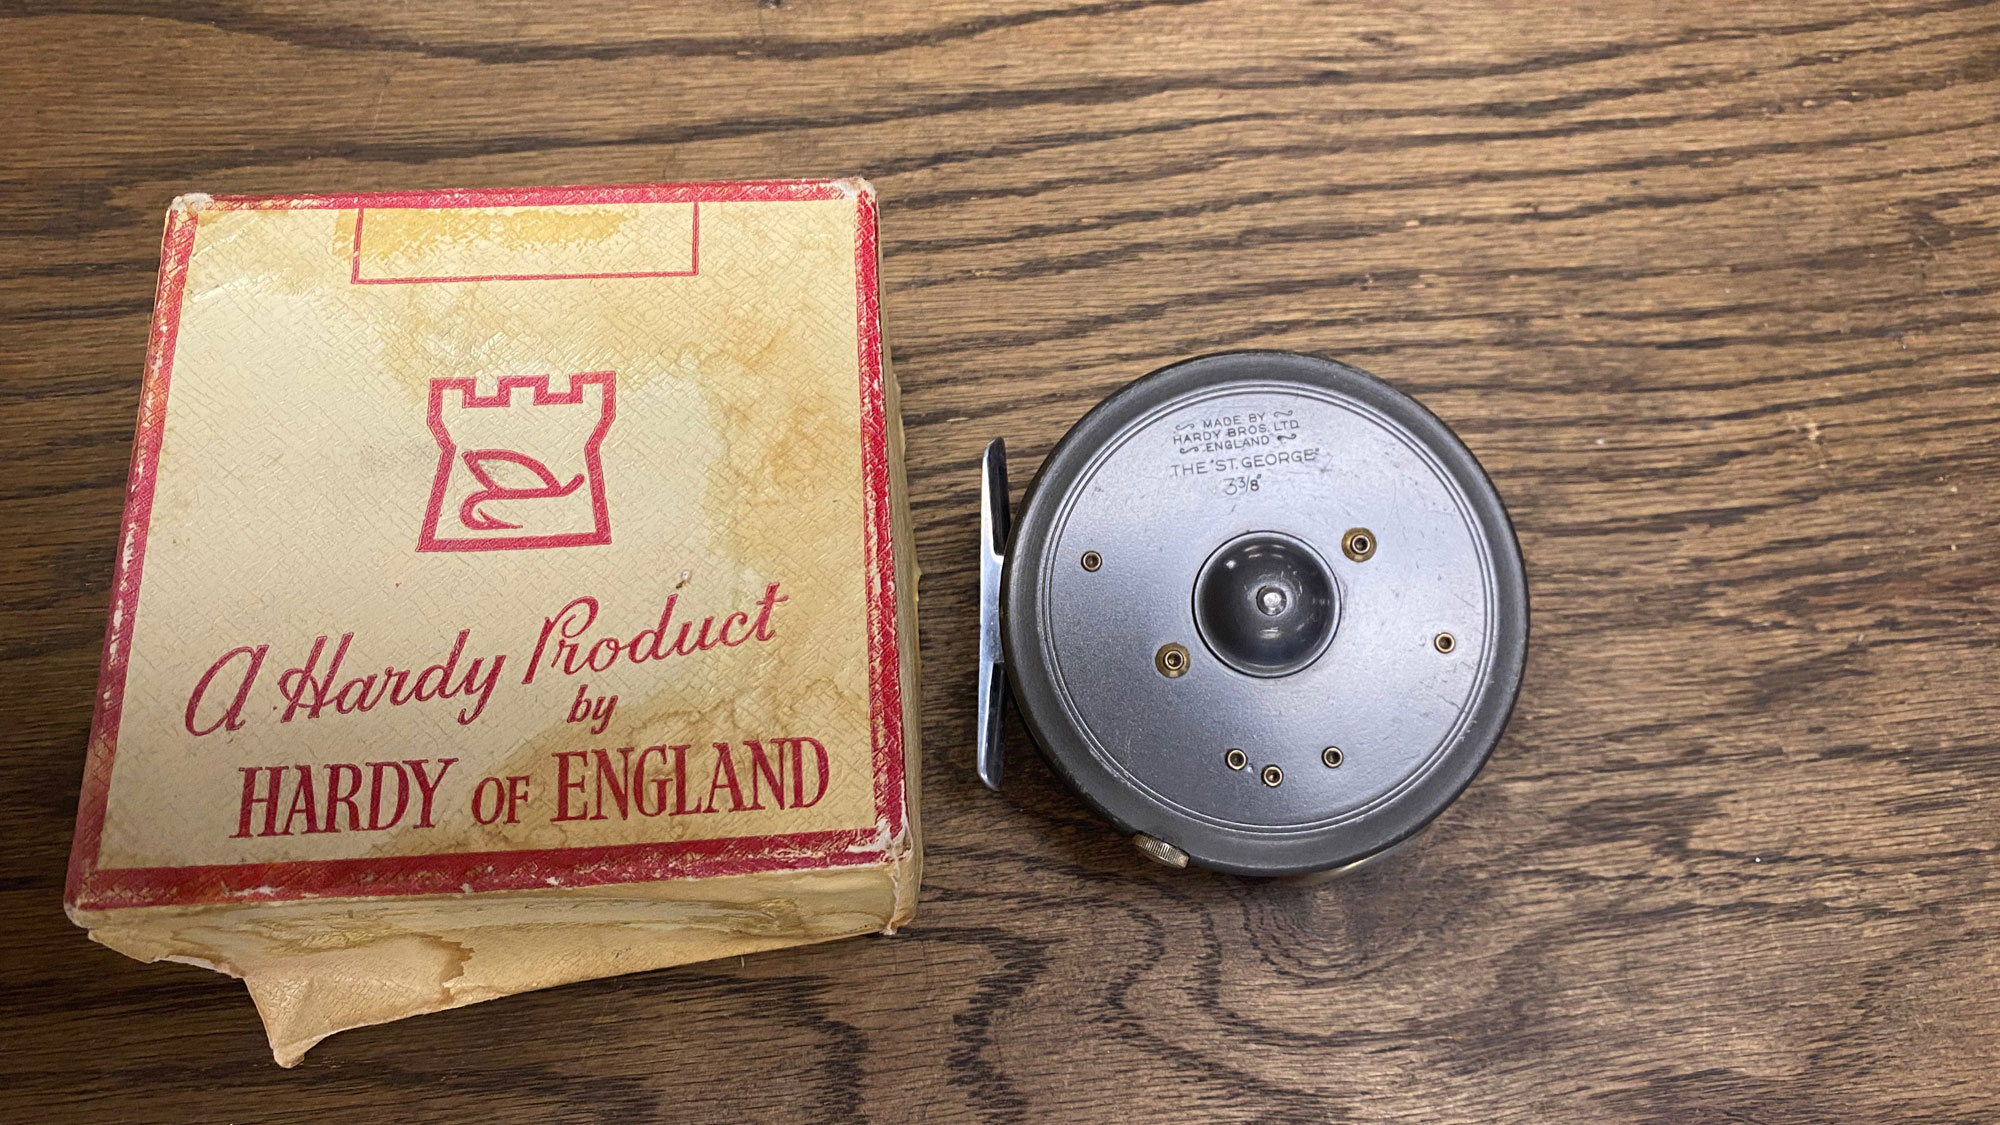 A Hardy Product
by
HARDY OF ENGLAND
MADE BY
HARDY BROS. LTD.
ENGLAND
THE "ST. GEORGE"
3 3/8"